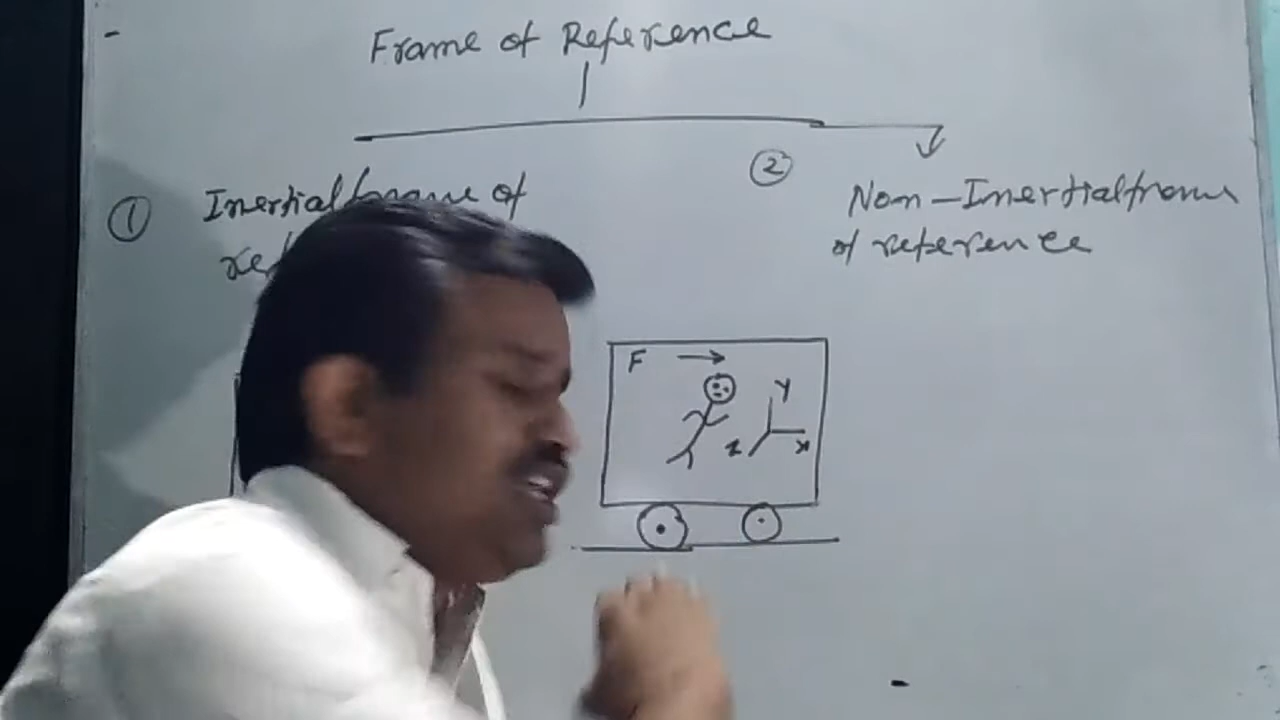 Frame of Reference
① Inertial frame of
② Non-Inertial frame
of reference
F
y
z x